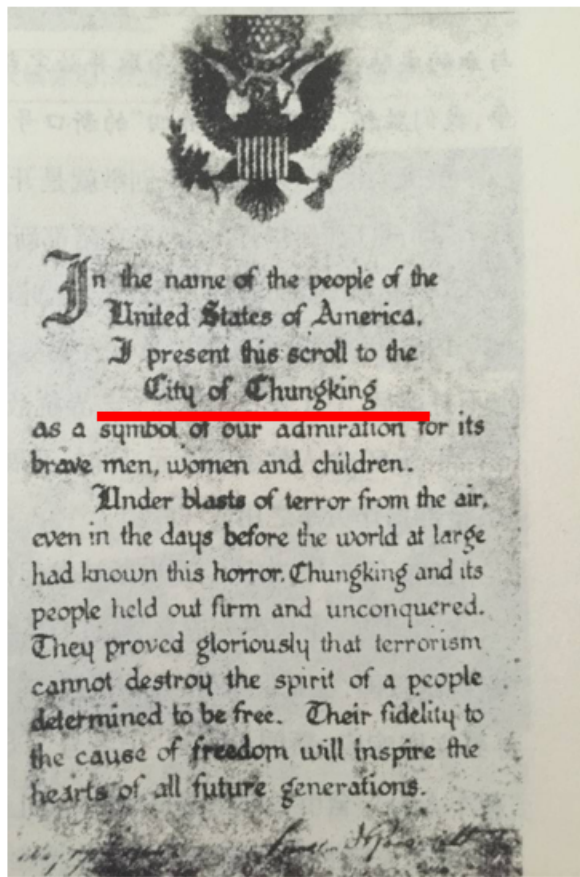 In the name of the people of the
United States of America,
I present this scroll to the
City of Chungking
as a symbol of our admiration for its
brave men, women and children.
Under blasts of terror from the air,
even in the days before the world at large
had known this horror, Chungking and its
people held out firm and unconquered.
They proved gloriously that terrorism
cannot destroy the spirit of a people
determined to be free. Their fidelity to
the cause of freedom will inspire the
hearts of all future generations.